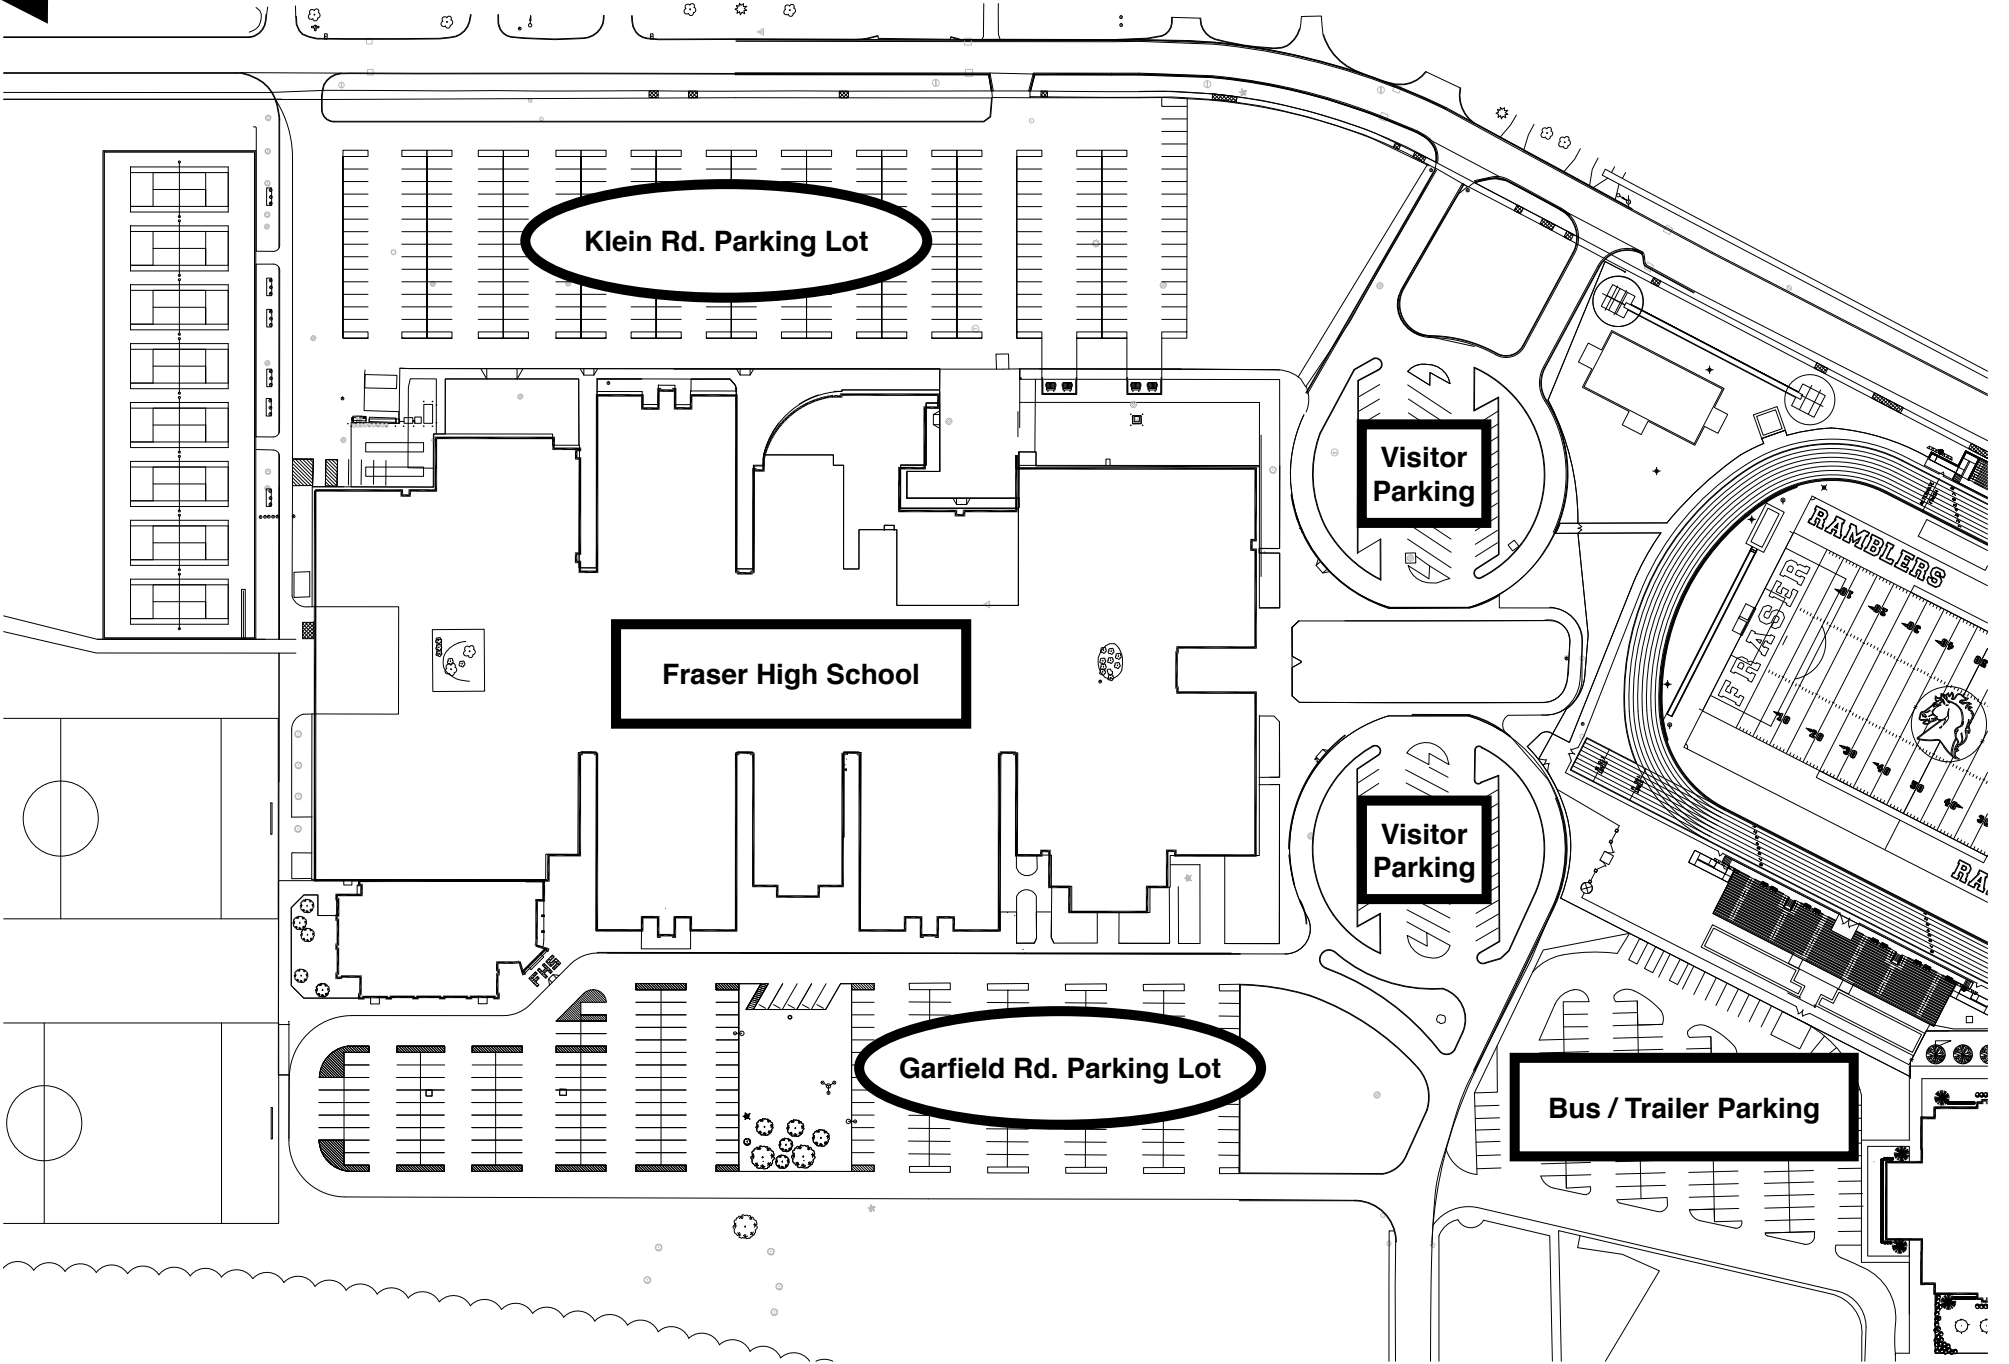 Klein Rd. Parking Lot
Visitor
Parking
RAMBLERS
FRASER
Fraser High School
Visitor
Parking
RA
FHS
Garfield Rd. Parking Lot
Bus / Trailer Parking